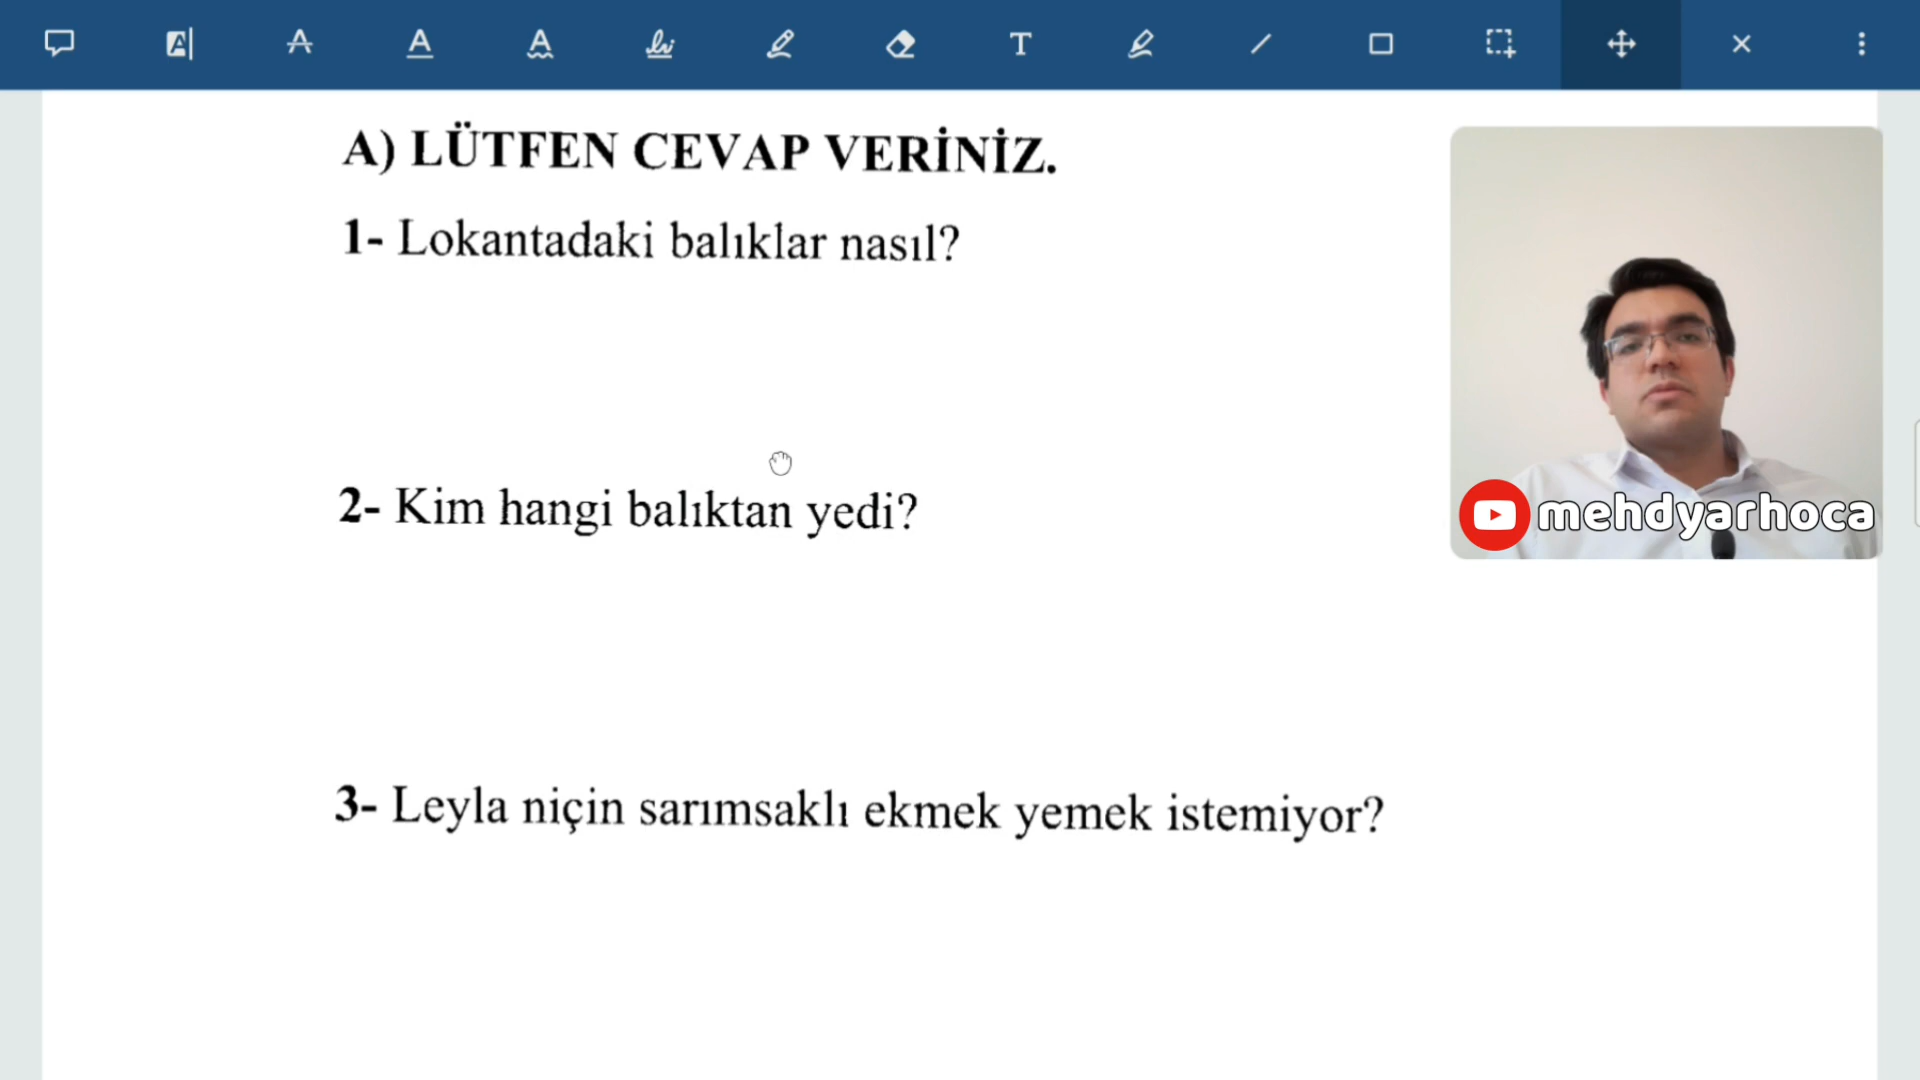 A) LÜTFEN CEVAP VERİNİZ.
1- Lokantadaki balıklar nasıl?
2- Kim hangi balıktan yedi?
3- Leyla niçin sarımsaklı ekmek yemek istemiyor?
mehdyarhoca